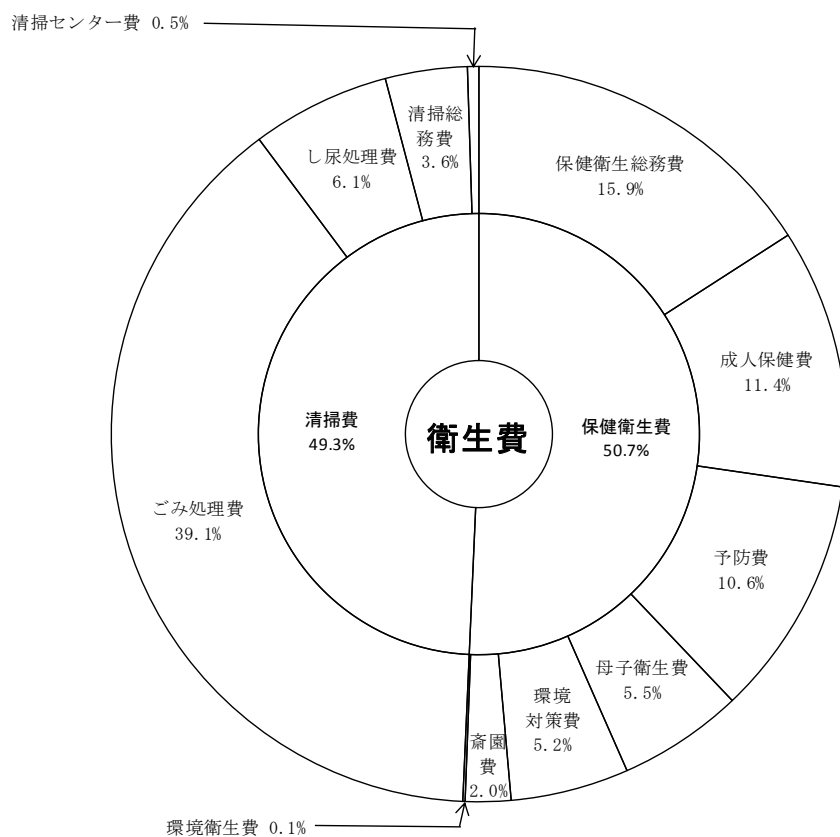 清掃センター費 0.5%
清掃総
務費
3.6%
し尿処理費
6.1%
保健衛生総務費
15.9%
成人保健費
11.4%
清掃費
49.3%
衛生費
保健衛生費
50.7%
ごみ処理費
39.1%
予防費
10.6%
母子衛生費
5.5%
環境
対策費
5.2%
斎園
費
2.0%
環境衛生費 0.1%